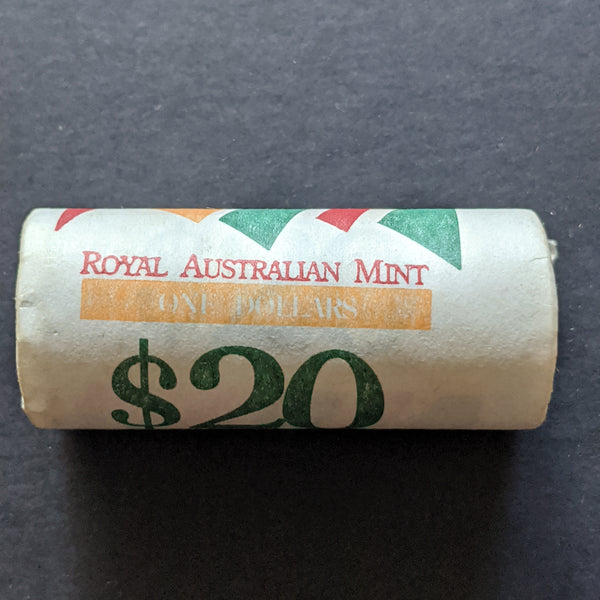 ROYAL AUSTRALIAN MINT
ONE DOLLARS
$20